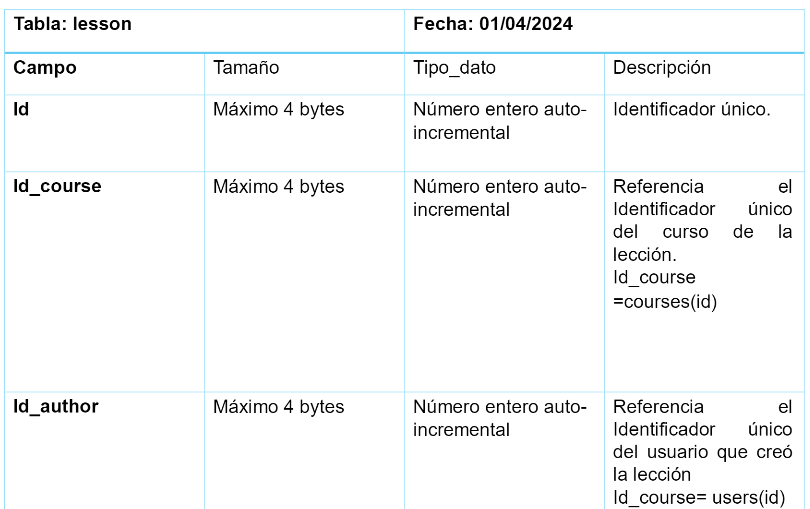 Tabla: lesson Fecha: 01/04/2024
Campo Tamaño Tipo_dato Descripción
Id Máximo 4 bytes Número entero auto- Identificador único.
incremental
Id_course Máximo 4 bytes Número entero auto- Referencia el
incremental Identificador único
del curso de la
lección.
Id_course
=courses(id)
Id_author Máximo 4 bytes Número entero auto- Referencia el
incremental Identificador único
del usuario que creó
la lección
Id_course= users(id)